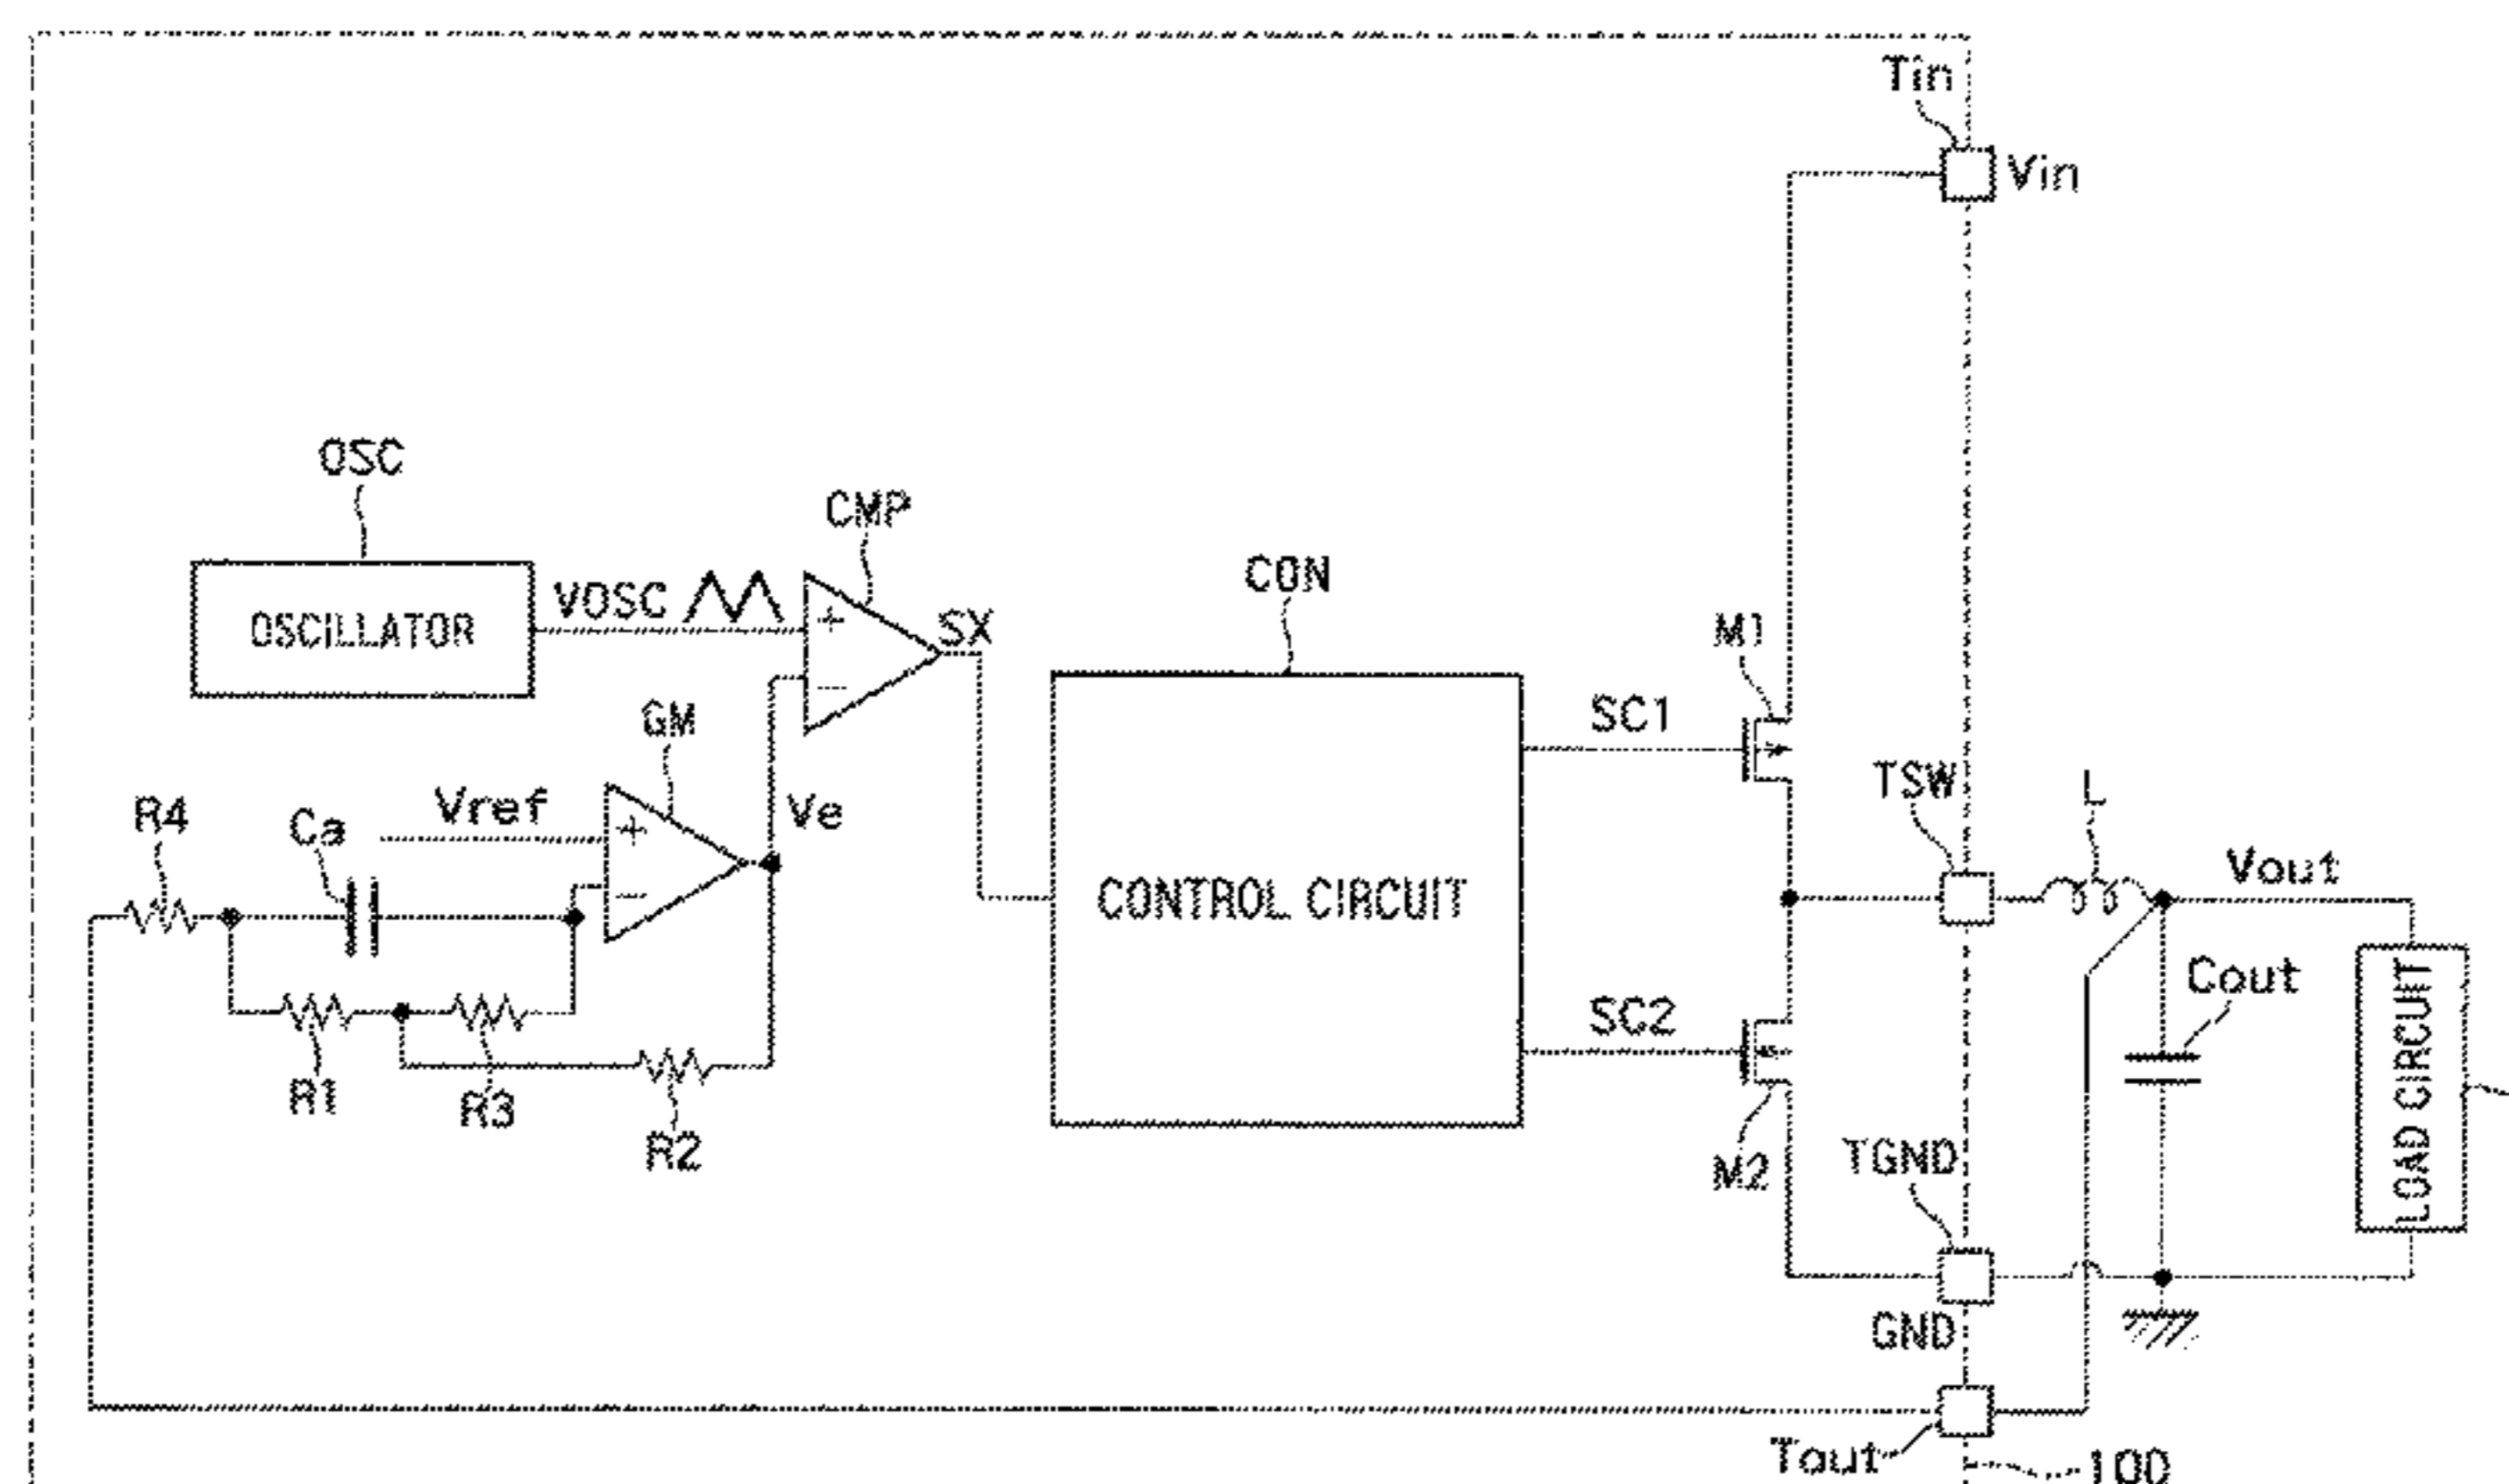 Tin
Vin
OSC
OSCILLATOR
VOSC
CMP
+
−
SX
CON
CONTROL CIRCUIT
SC1
M1
SC2
M2
GM
Vref
+
−
Ve
R4
Ca
R1
R3
R2
TSW
L
Vout
Cout
LOAD CIRCUIT
TGND
GND
Tout
100